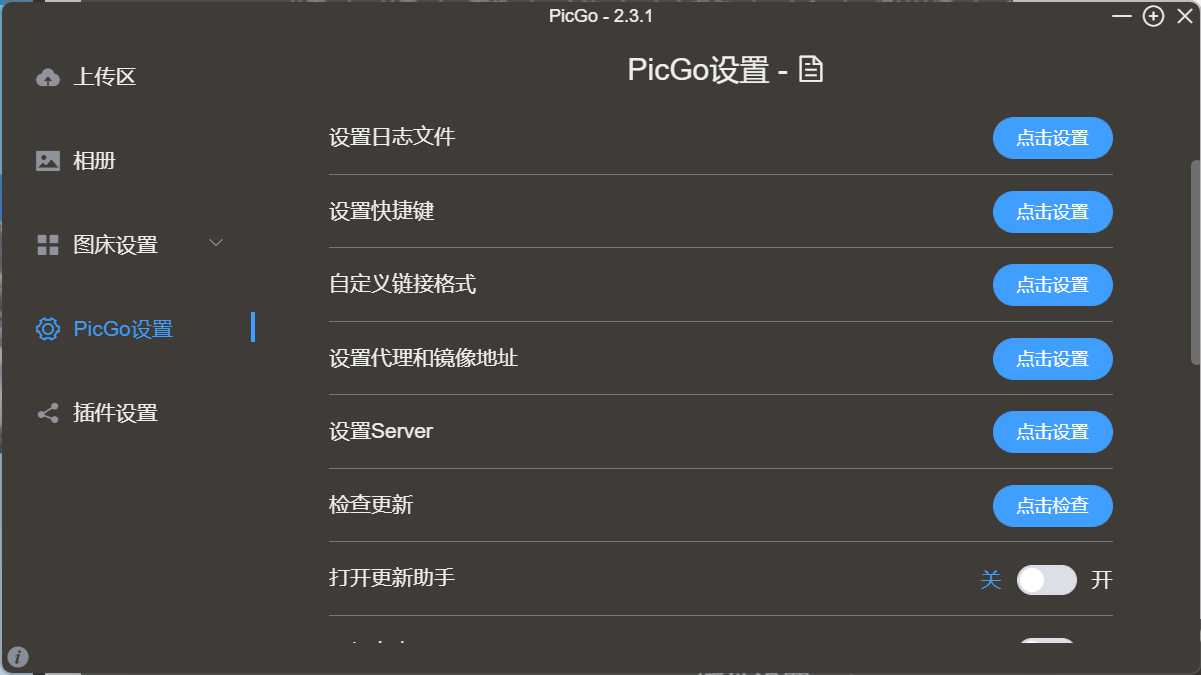 PicGo - 2.3.1
上传区
相册
图床设置
PicGo设置
插件设置
PicGo设置 -
设置日志文件 点击设置
设置快捷键 点击设置
自定义链接格式 点击设置
设置代理和镜像地址 点击设置
设置Server 点击设置
检查更新 点击检查
打开更新助手 关 开